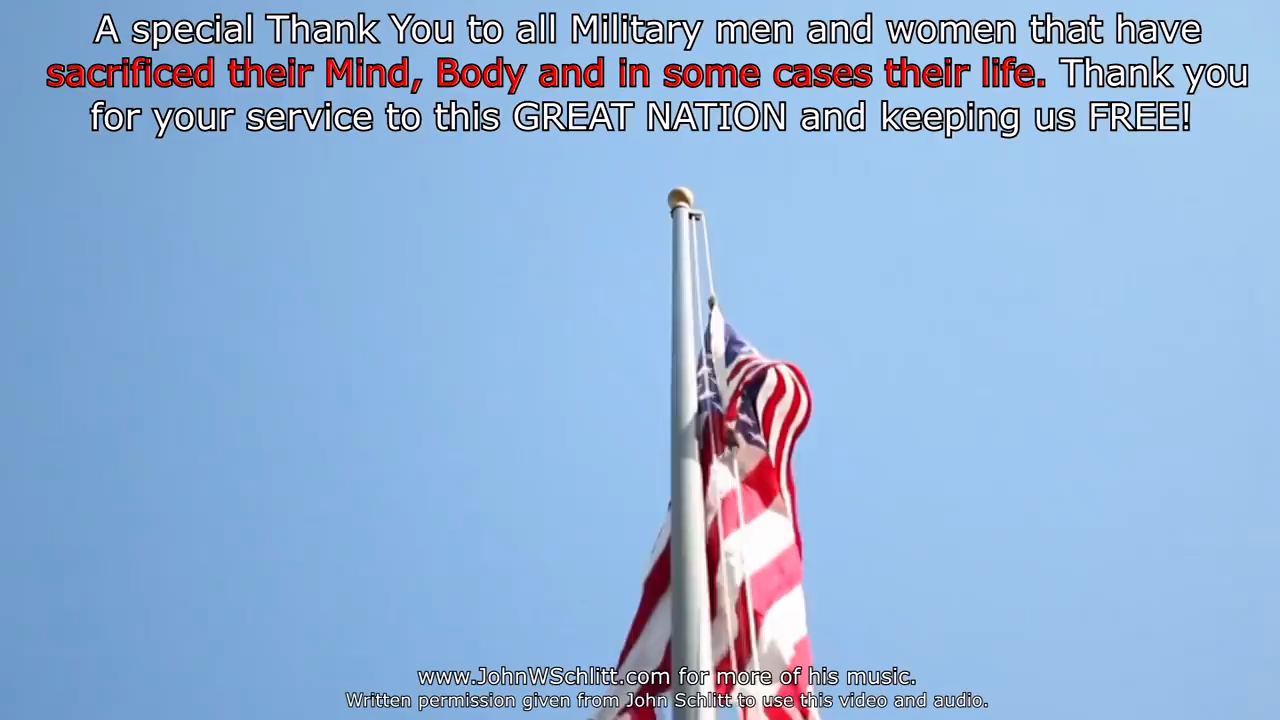 A special Thank You to all Military men and women that have
sacrificed their Mind, Body and in some cases their life. Thank you
for your service to this GREAT NATION and keeping us FREE!
www.JohnWSchlitt.com for more of his music.
Written permission given from John Schlitt to use this video and audio.